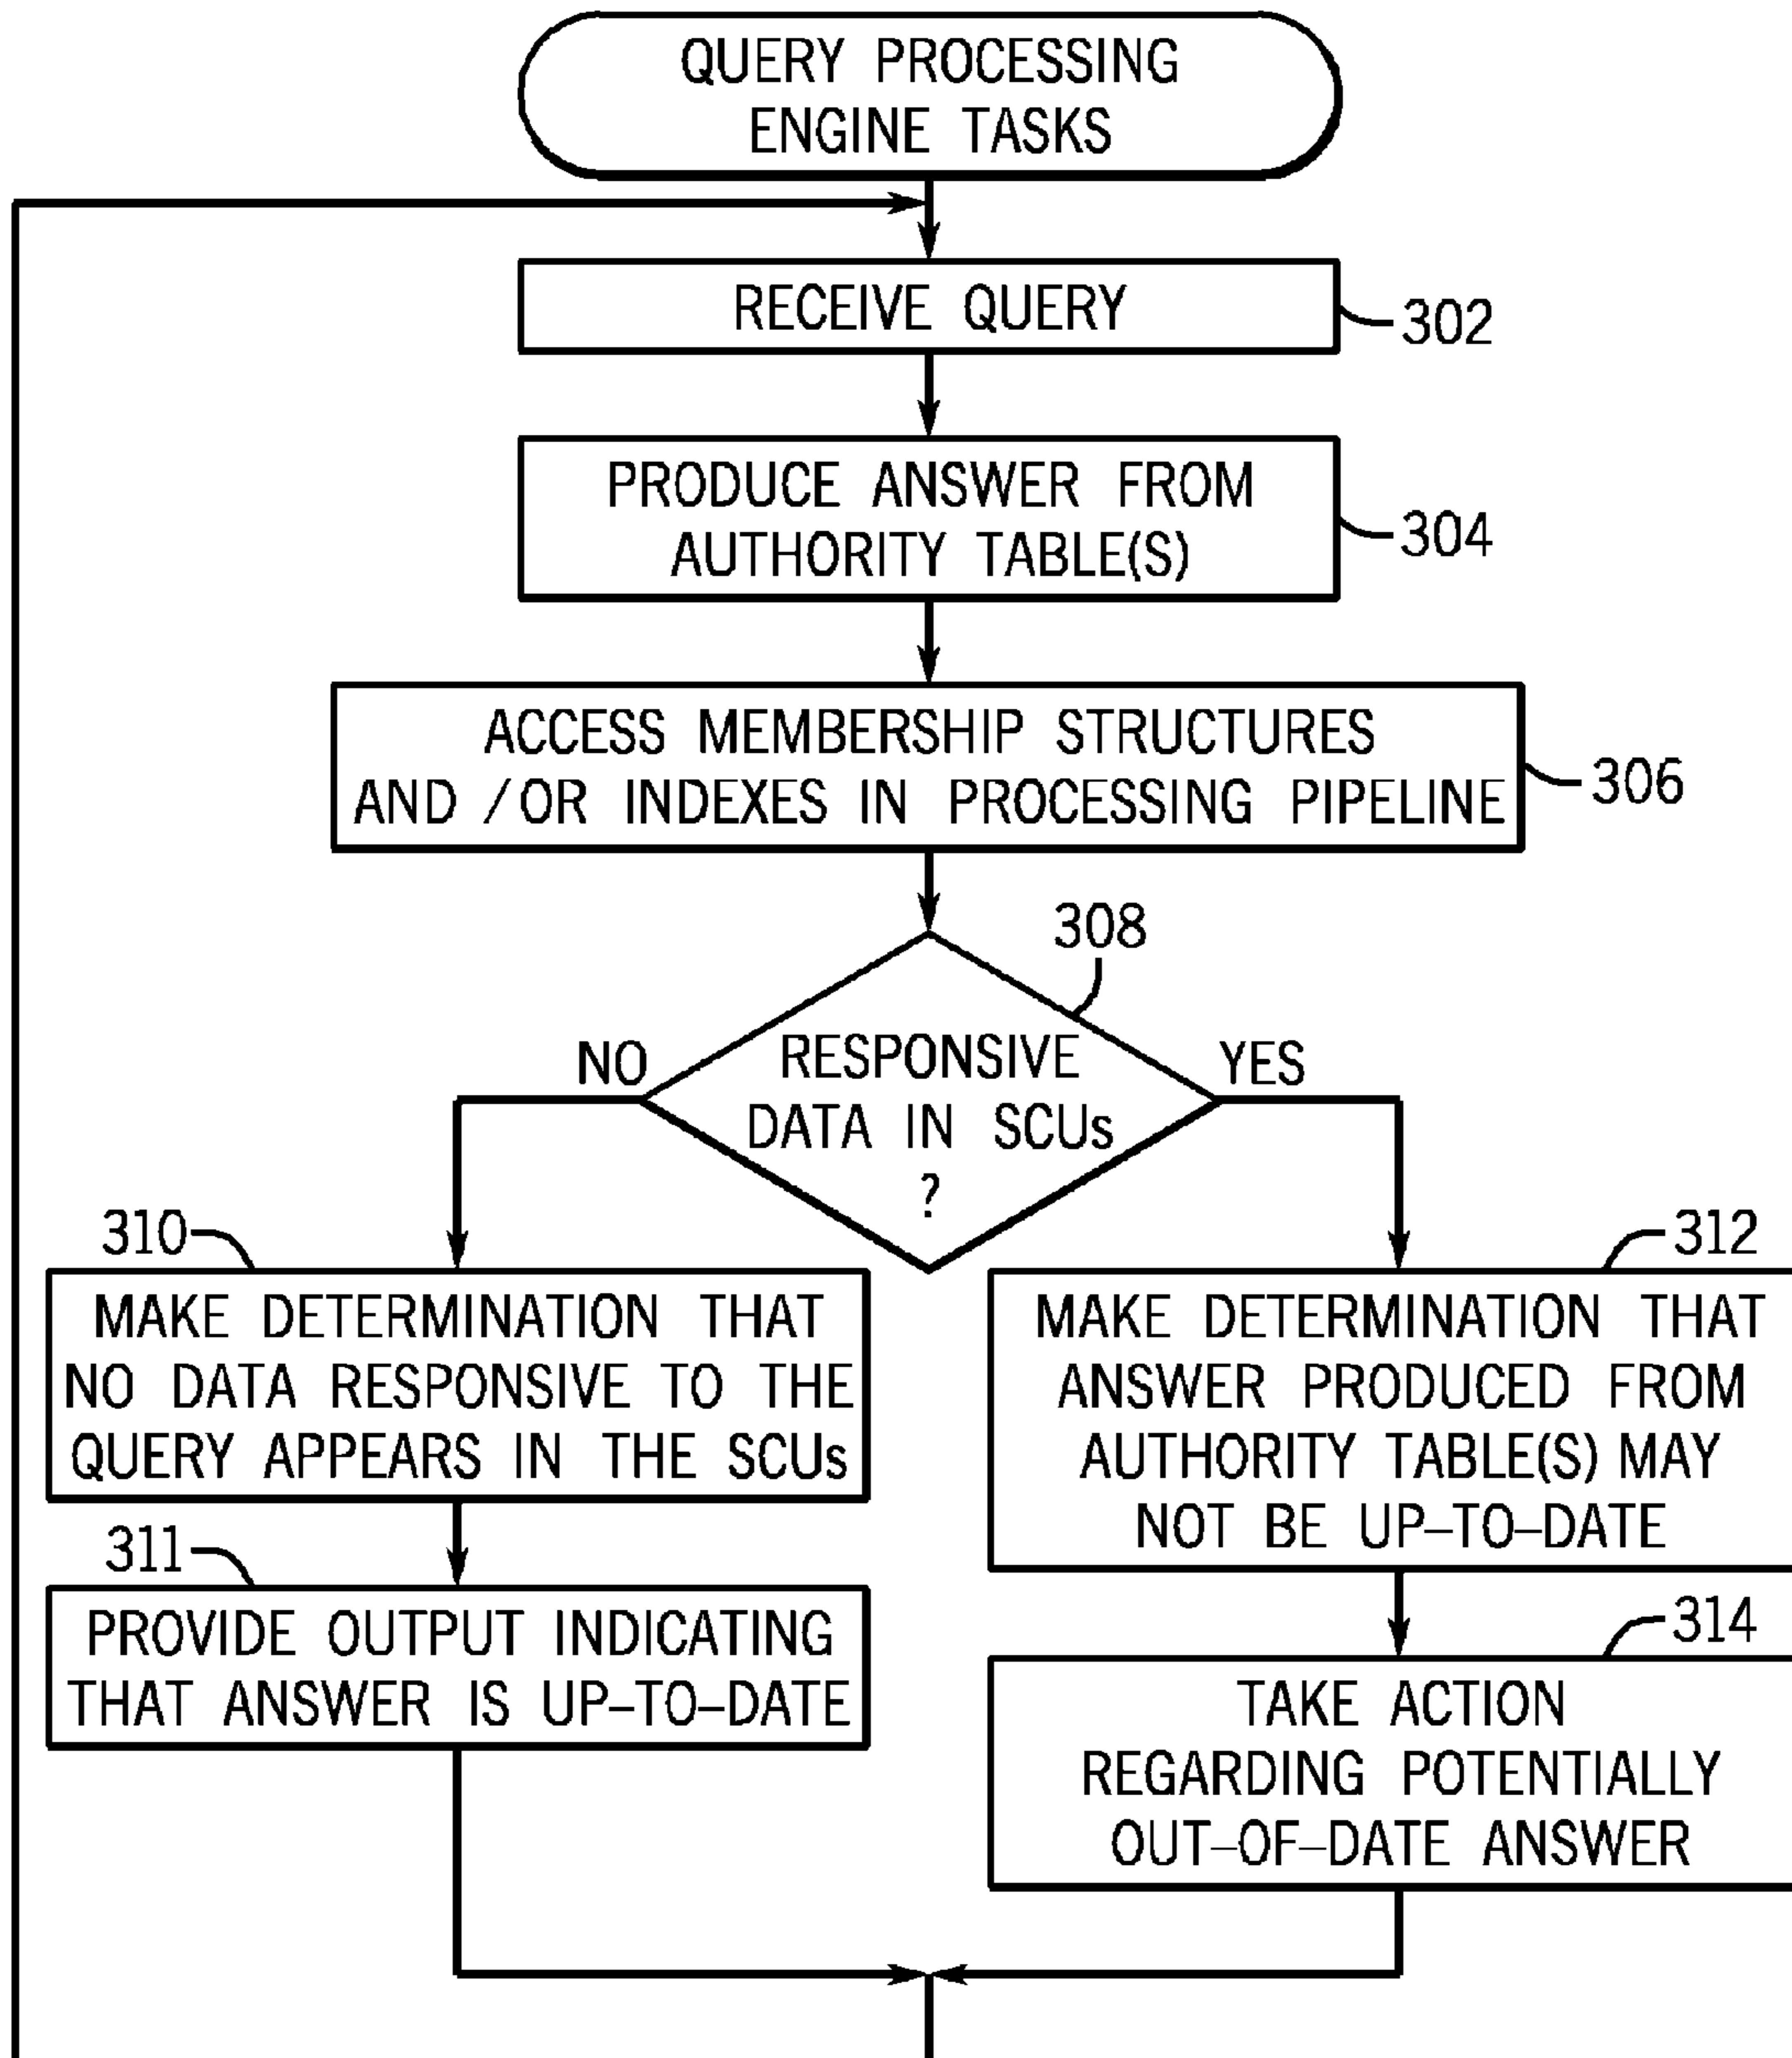 QUERY PROCESSING
ENGINE TASKS
RECEIVE QUERY
302
PRODUCE ANSWER FROM
AUTHORITY TABLE(S)
304
ACCESS MEMBERSHIP STRUCTURES
AND /OR INDEXES IN PROCESSING PIPELINE
306
308
RESPONSIVE
DATA IN SCUs
?
NO
YES
310
MAKE DETERMINATION THAT
NO DATA RESPONSIVE TO THE
QUERY APPEARS IN THE SCUs
312
MAKE DETERMINATION THAT
ANSWER PRODUCED FROM
AUTHORITY TABLE(S) MAY
NOT BE UP–TO–DATE
311
PROVIDE OUTPUT INDICATING
THAT ANSWER IS UP–TO–DATE
314
TAKE ACTION
REGARDING POTENTIALLY
OUT–OF–DATE ANSWER